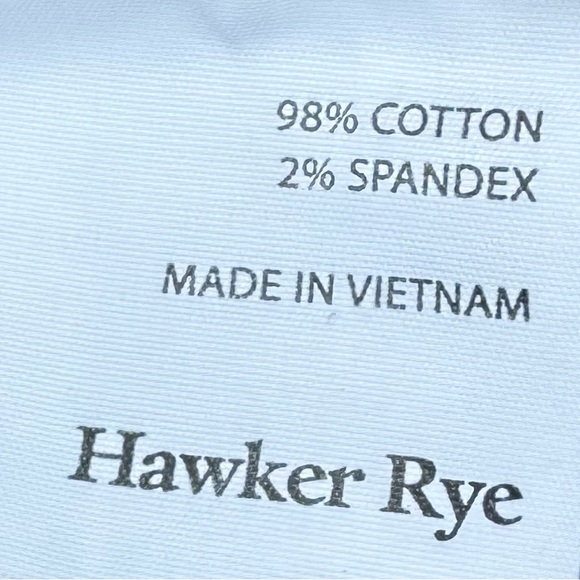 98% COTTON
2% SPANDEX
MADE IN VIETNAM
Hawker Rye